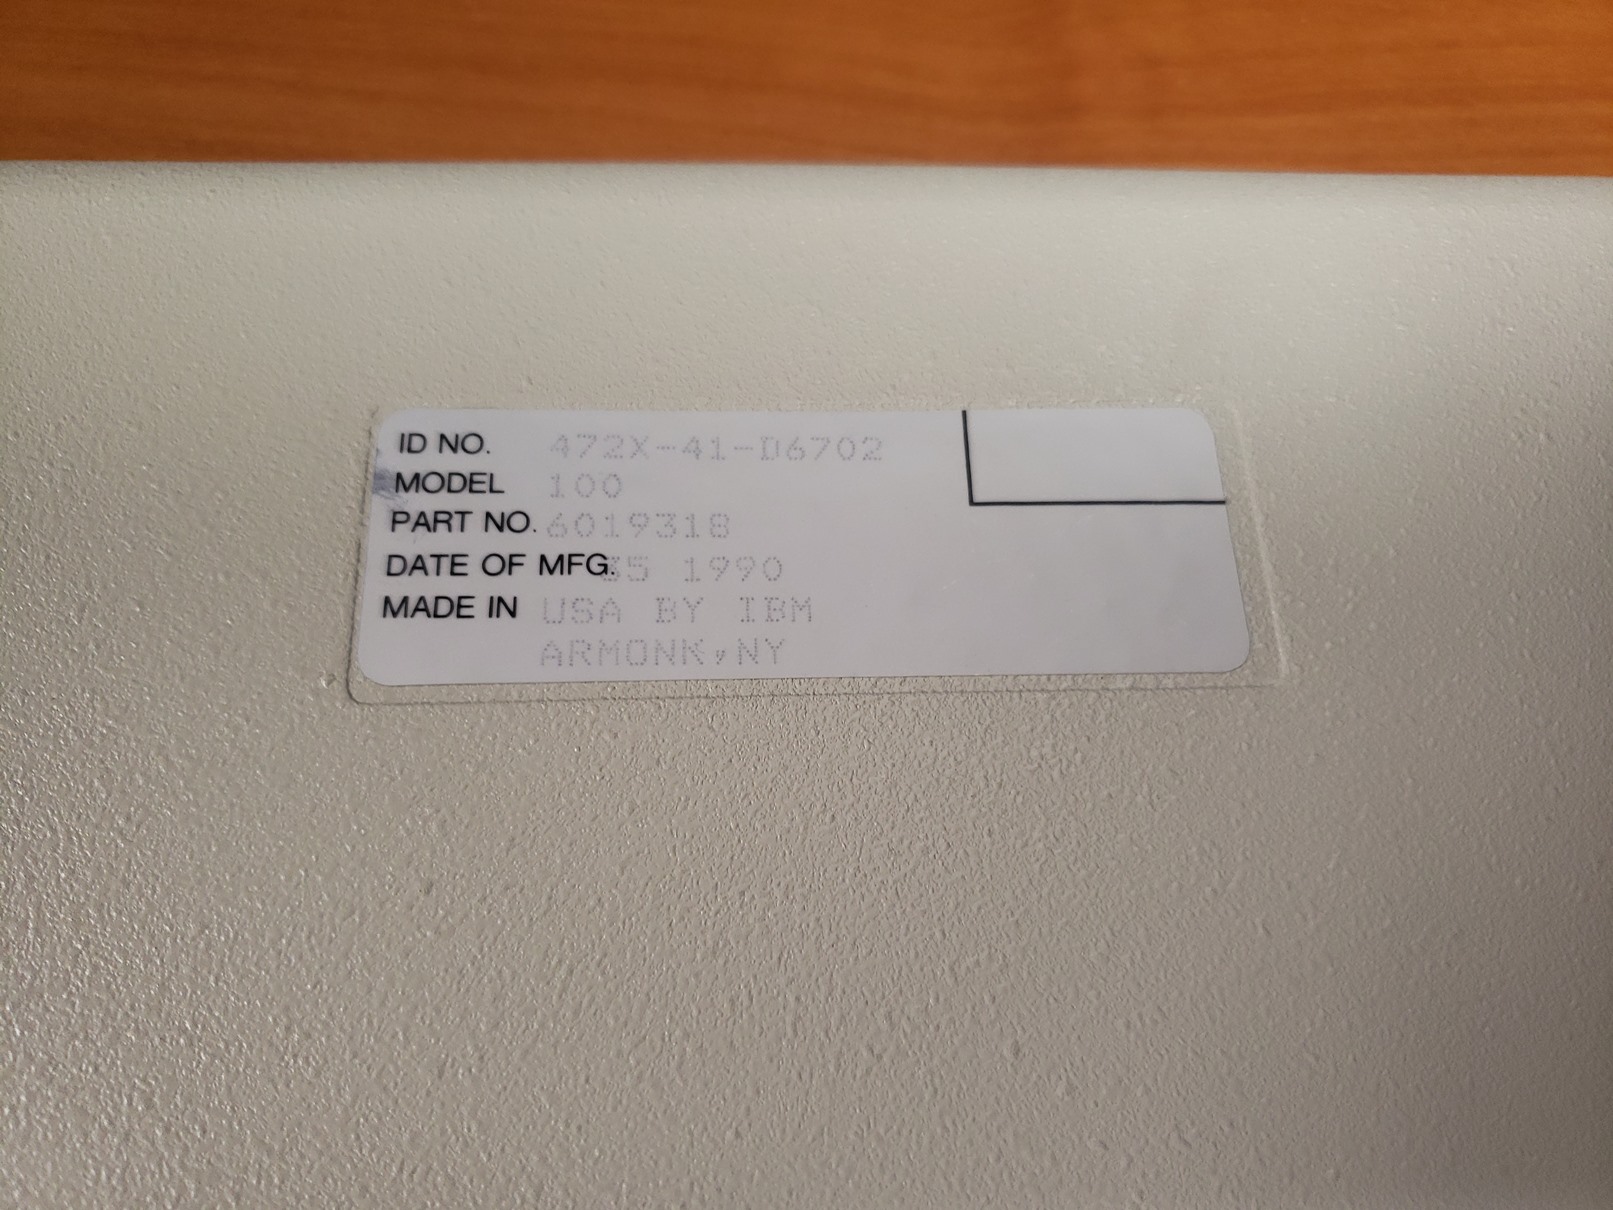 ID NO. 472X-41-D6702
MODEL 100
PART NO. 6019318
DATE OF MFG. 35 1990
MADE IN USA BY IBM
ARMONK, NY